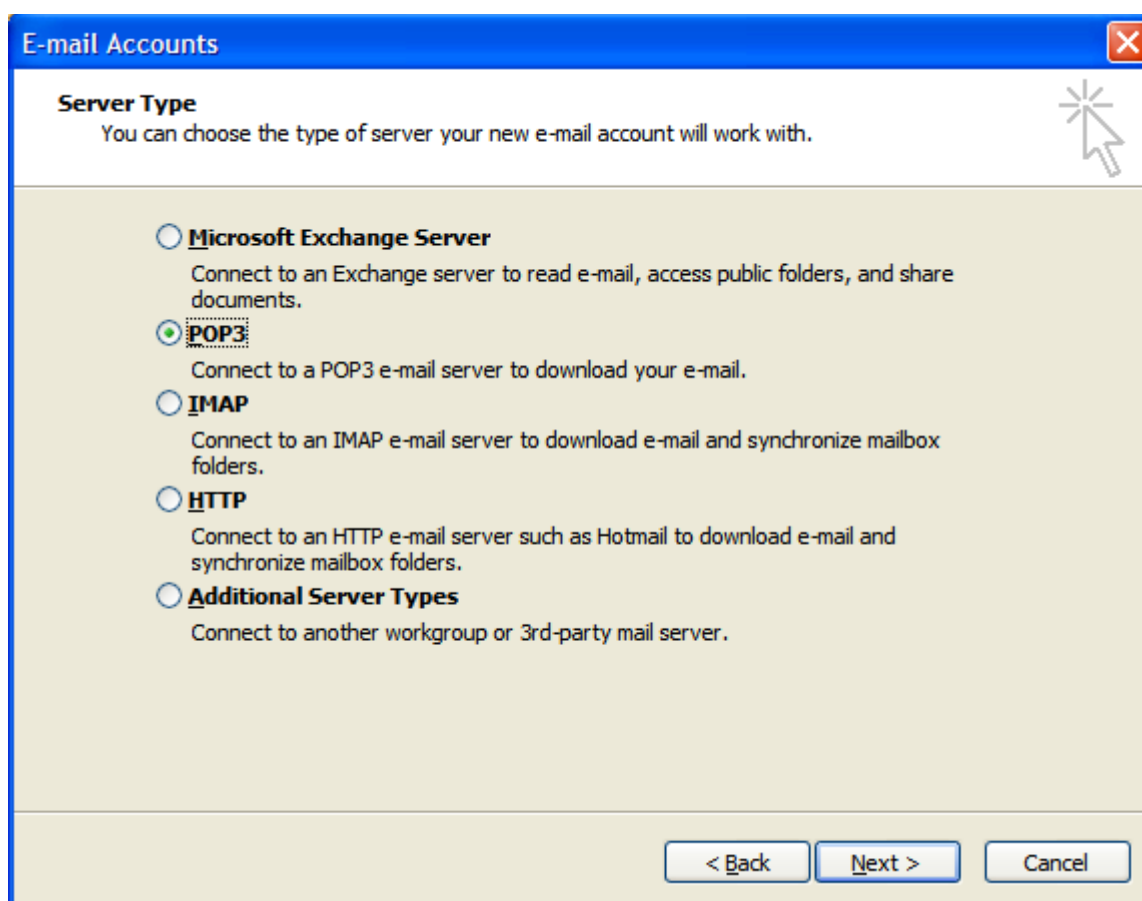 E-mail Accounts
Server Type
You can choose the type of server your new e-mail account will work with.
Microsoft Exchange Server
Connect to an Exchange server to read e-mail, access public folders, and share
documents.
POP3
Connect to a POP3 e-mail server to download your e-mail.
IMAP
Connect to an IMAP e-mail server to download e-mail and synchronize mailbox
folders.
HTTP
Connect to an HTTP e-mail server such as Hotmail to download e-mail and
synchronize mailbox folders.
Additional Server Types
Connect to another workgroup or 3rd-party mail server.
< Back Next > Cancel